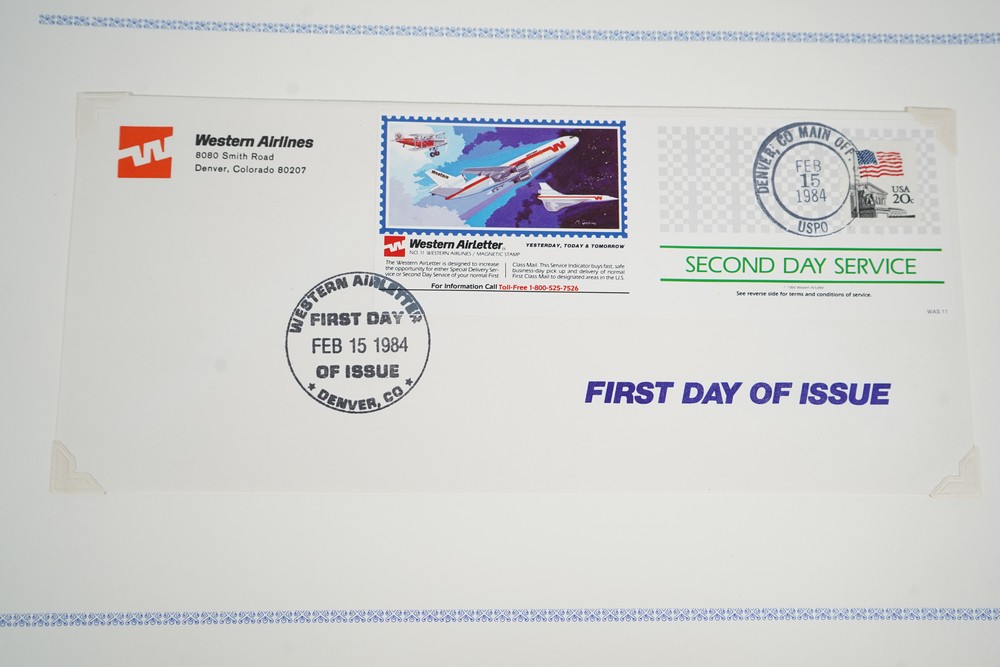 Western Airlines
8080 Smith Road
Denver, Colorado 80207
Western
Western Airletter
YESTERDAY, TODAY & TOMORROW
NO. 11 WESTERN AIRLINES / MAGNETIC STAMP
The Western AirLetter is designed to increase
the opportunity for either Special Delivery Ser-
vice or Second Day Service of your normal First
Class Mail. This Service Indicator buys fast, safe
business-day pick up and delivery of normal
First Class Mail to designated areas in the U.S.
For Information Call Toll-Free 1-800-525-7526
DENVER, CO MAIN OFF.
FEB
15
1984
USPO
USA
20c
SECOND DAY SERVICE
See reverse side for terms and conditions of service.
WAS 11
WESTERN AIRLETTER
FIRST DAY
FEB 15 1984
OF ISSUE
DENVER, CO
FIRST DAY OF ISSUE